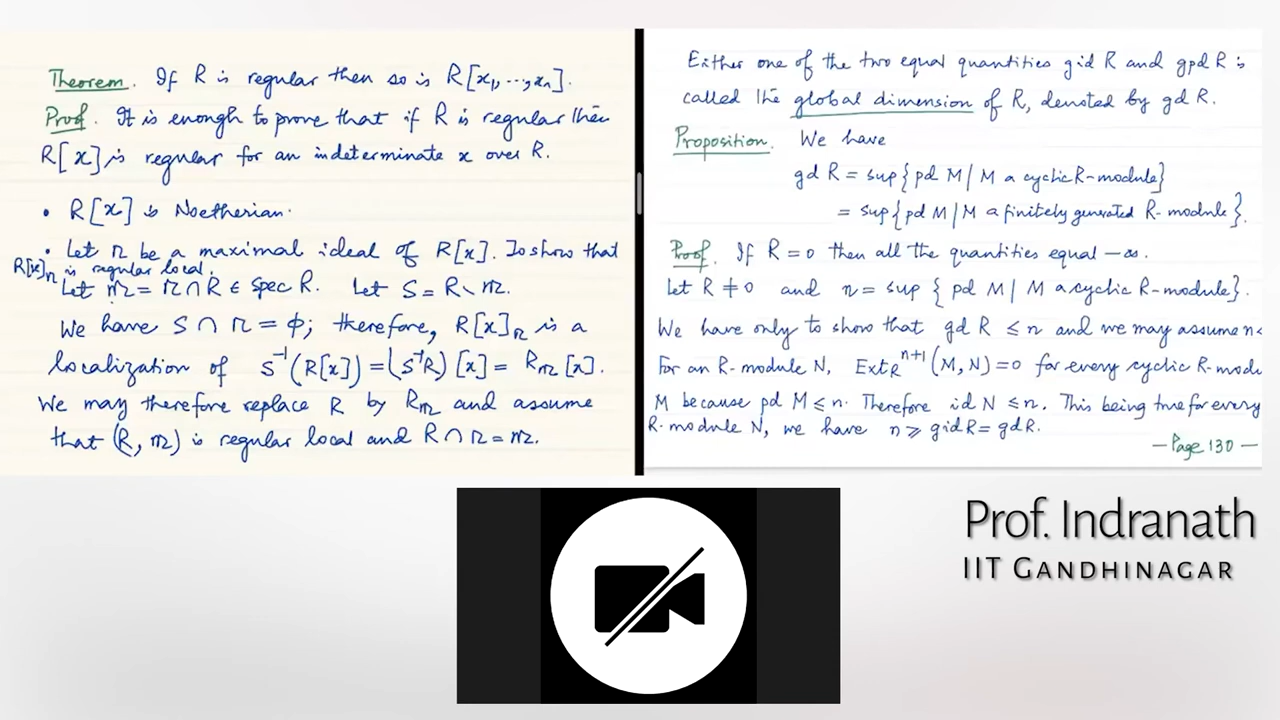 Theorem. If R is regular then so is R[x₁, ..., xₙ].
Proof. It is enough to prove that if R is regular then
R[x] is regular for an indeterminate x over R.
• R[x] is Noetherian.
• Let 𝔫 be a maximal ideal of R[x]. To show that
R[x]𝔫 is regular local.
Let 𝔪 = 𝔫 ∩ R ∈ Spec R. Let S = R \ 𝔪.
We have S ∩ 𝔫 = ϕ; therefore, R[x]𝔫 is a
localization of S⁻¹(R[x]) = (S⁻¹R)[x] = R𝔪[x].
We may therefore replace R by R𝔪 and assume
that (R, 𝔪) is regular local and R ∩ 𝔫 = 𝔪.
Either one of the two equal quantities gid R and gpd R is
called the global dimension of R, denoted by gd R.
Proposition. We have
gd R = sup{pd M | M a cyclic R-module}
= sup{pd M | M a finitely generated R-module}.
Proof. If R = 0 then all the quantities equal −∞.
Let R ≠ 0 and n = sup {pd M | M a cyclic R-module}.
We have only to show that gd R ≤ n and we may assume n<
For an R-module N, Ext_R^{n+1}(M, N) = 0 for every cyclic R-modu
M because pd M ≤ n. Therefore id N ≤ n. This being true for every
R-module N, we have n ≥ gid R = gd R.
— Page 130 —
Prof. Indranath
IIT GANDHINAGAR